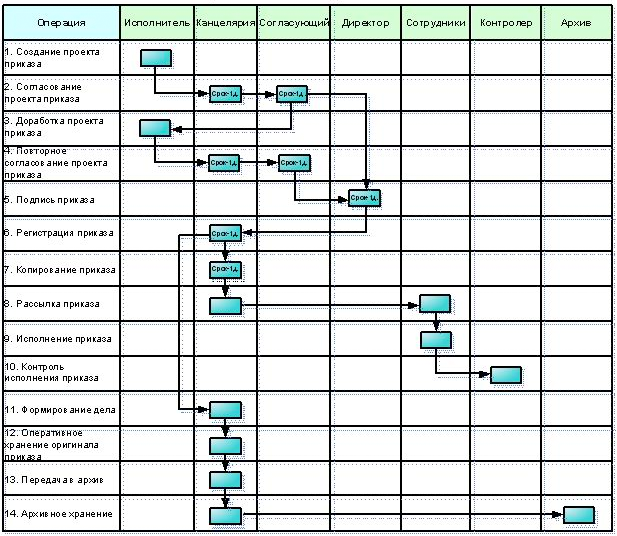 Операция Исполнитель Канцелярия Согласующий Директор Сотрудники Контролер Архив
1. Создание проекта
приказа
2. Согласование
проекта приказа
Срок-1д. Срок-1д.
3. Доработка проекта
приказа
4. Повторное
согласование проекта
приказа
Срок-1д. Срок-1д.
5. Подпись приказа
Срок-1д.
6. Регистрация приказа
Срок-1д.
7. Копирование приказа
Срок-1д.
8. Рассылка приказа
9. Исполнение приказа
10. Контроль
исполнения приказа
11. Формирование дела
12. Оперативное
хранение оригинала
приказа
13. Передача в архив
14. Архивное хранение